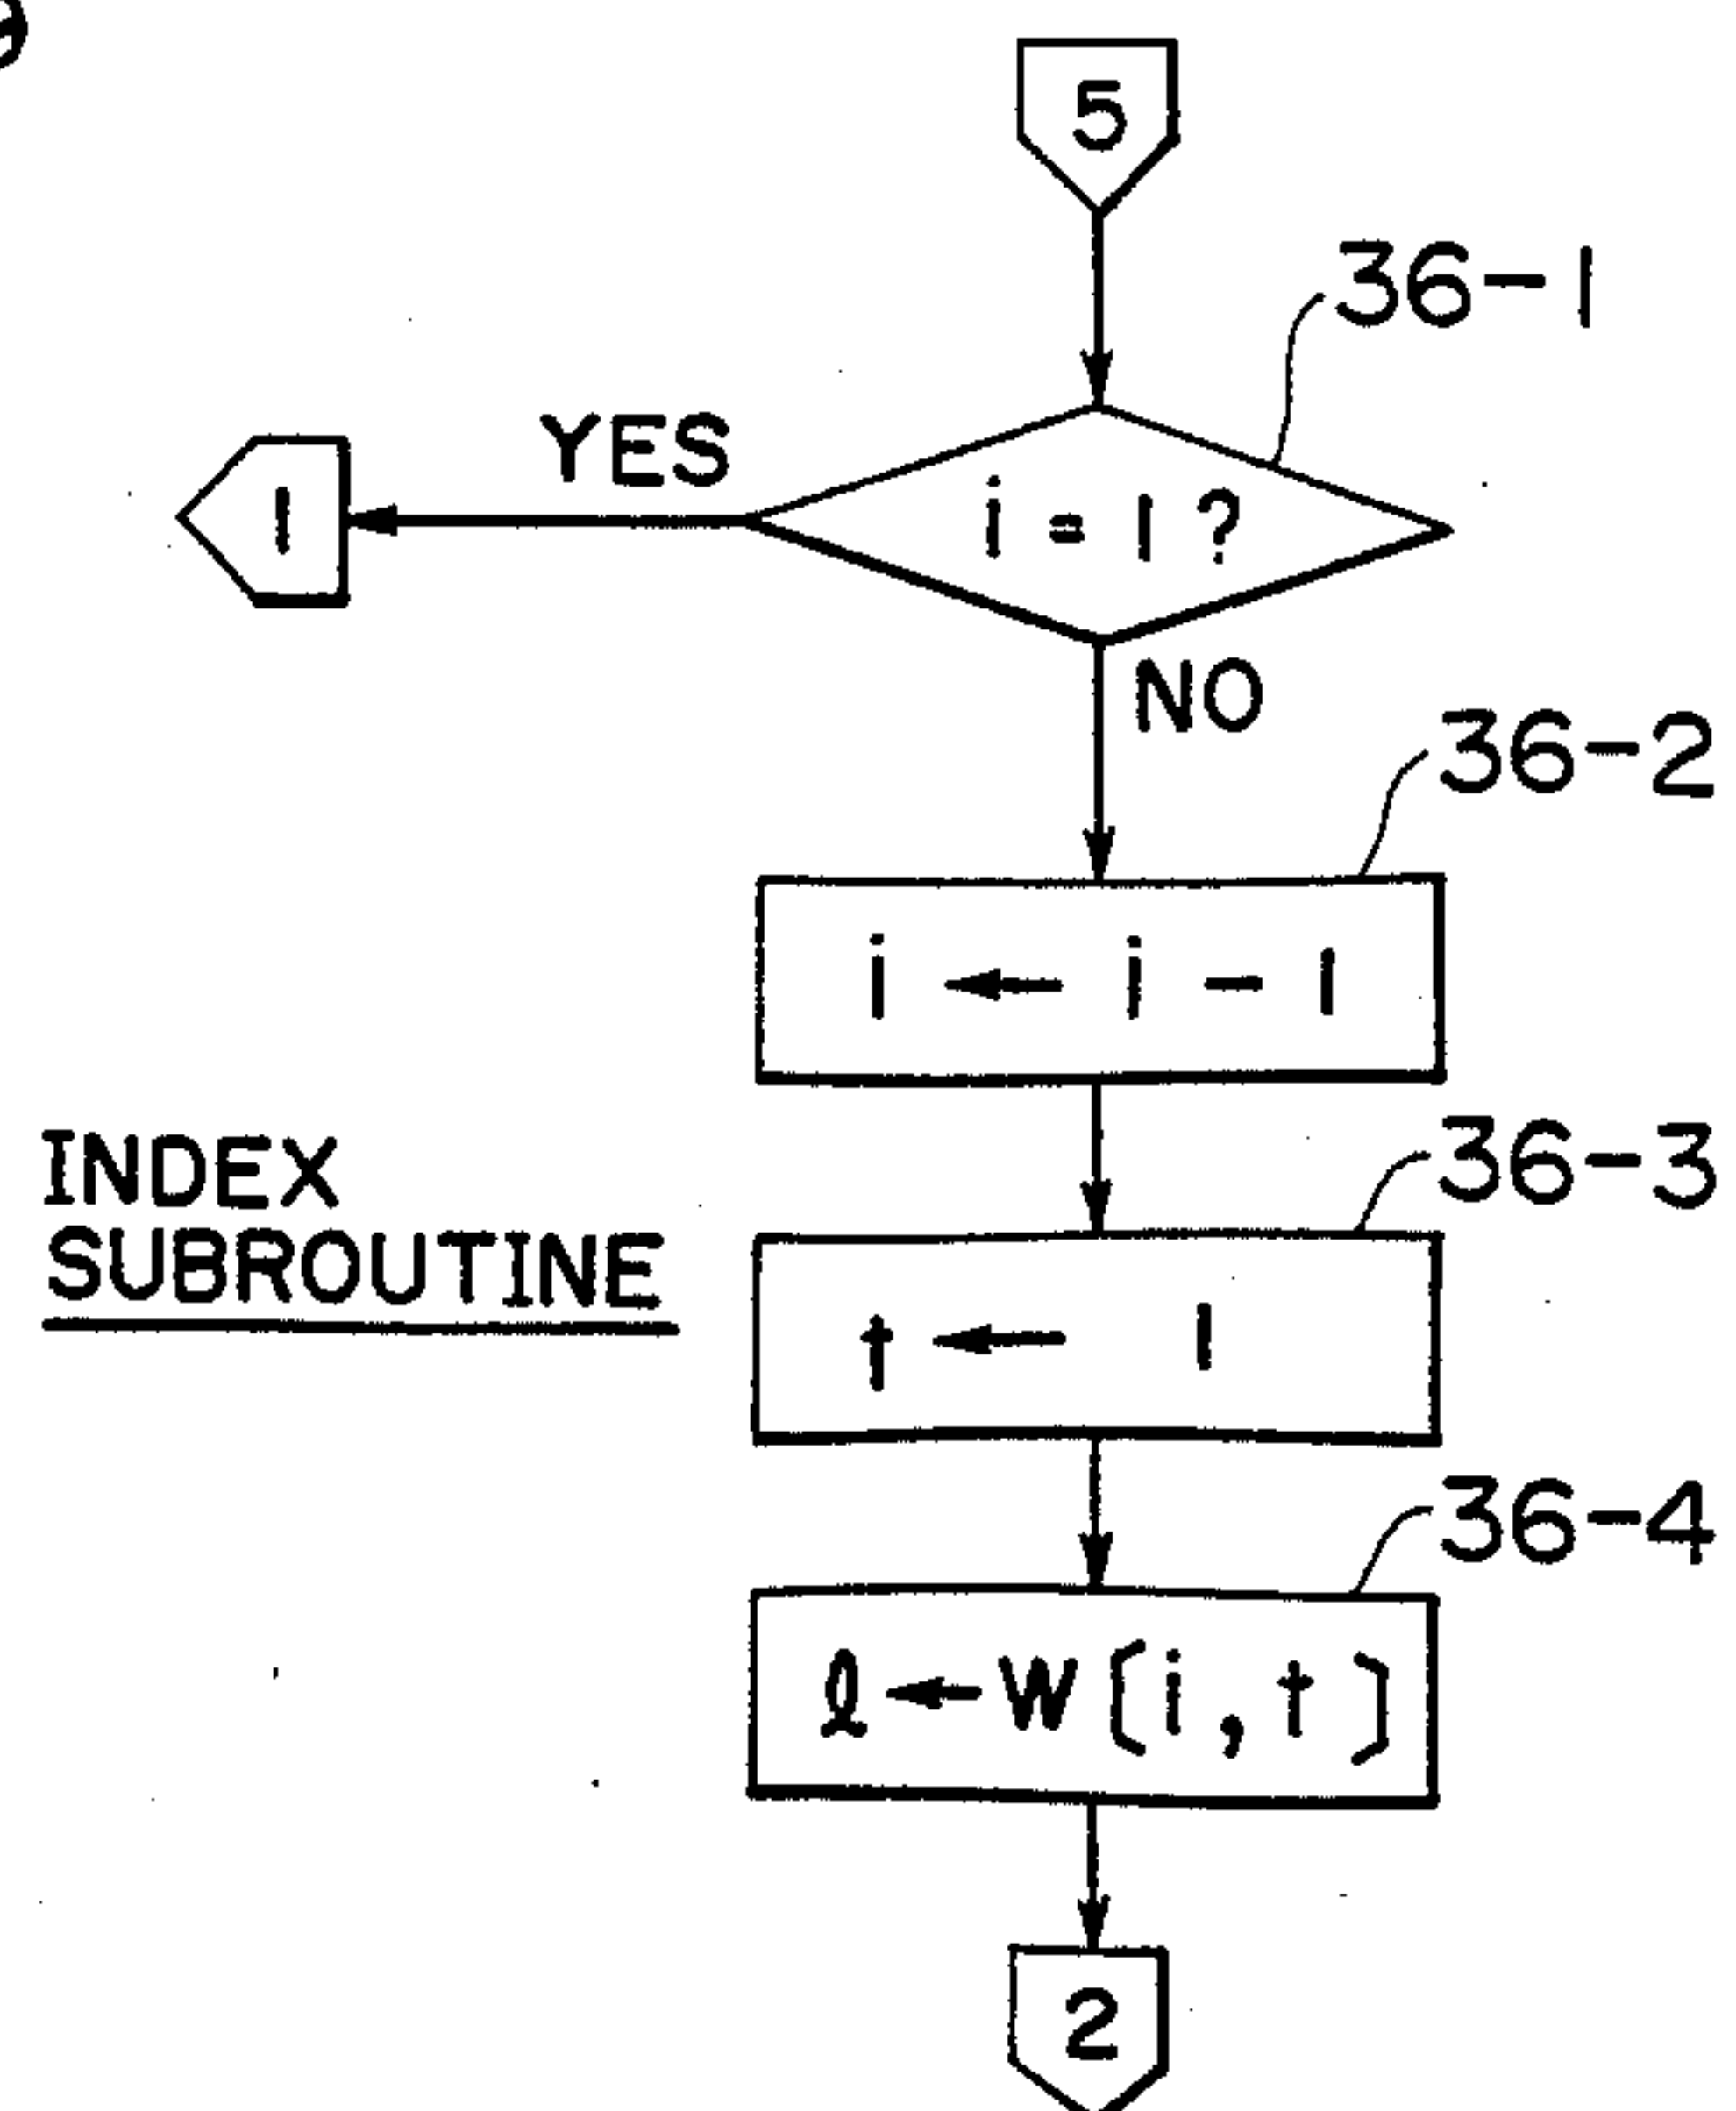 5
36-1
YES
1
i = 1 ?
NO
36-2
i ← i - 1
INDEX
SUBROUTINE
36-3
t ← 1
36-4
ℓ ← W(i, t)
2